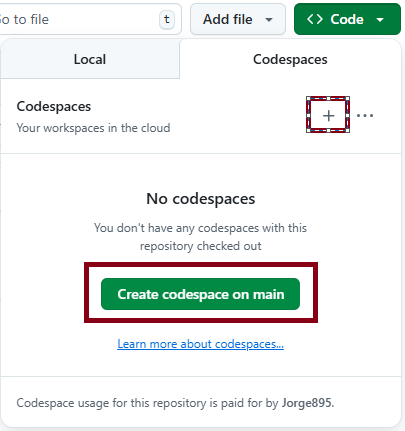 Go to file
t
Add file
<> Code
Local
Codespaces
Codespaces
Your workspaces in the cloud
+
...
No codespaces
You don't have any codespaces with this
repository checked out
Create codespace on main
Learn more about codespaces...
Codespace usage for this repository is paid for by Jorge895.